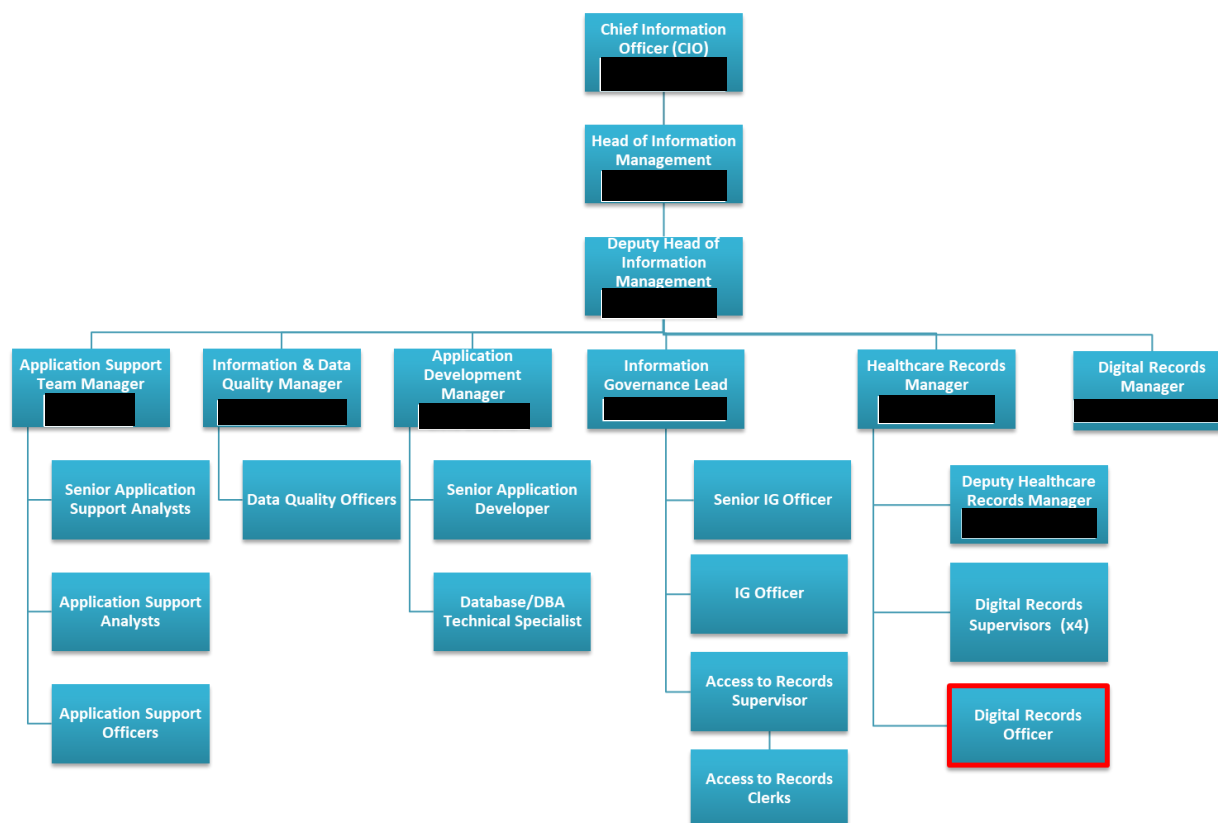 Chief Information
Officer (CIO)
Head of Information
Management
Deputy Head of
Information
Management
Application Support
Team Manager
Information & Data
Quality Manager
Application
Development
Manager
Information
Governance Lead
Healthcare Records
Manager
Digital Records
Manager
Senior Application
Support Analysts
Application Support
Analysts
Application Support
Officers
Data Quality Officers
Senior Application
Developer
Database/DBA
Technical Specialist
Senior IG Officer
IG Officer
Access to Records
Supervisor
Access to Records
Clerks
Deputy Healthcare
Records Manager
Digital Records
Supervisors (x4)
Digital Records
Officer